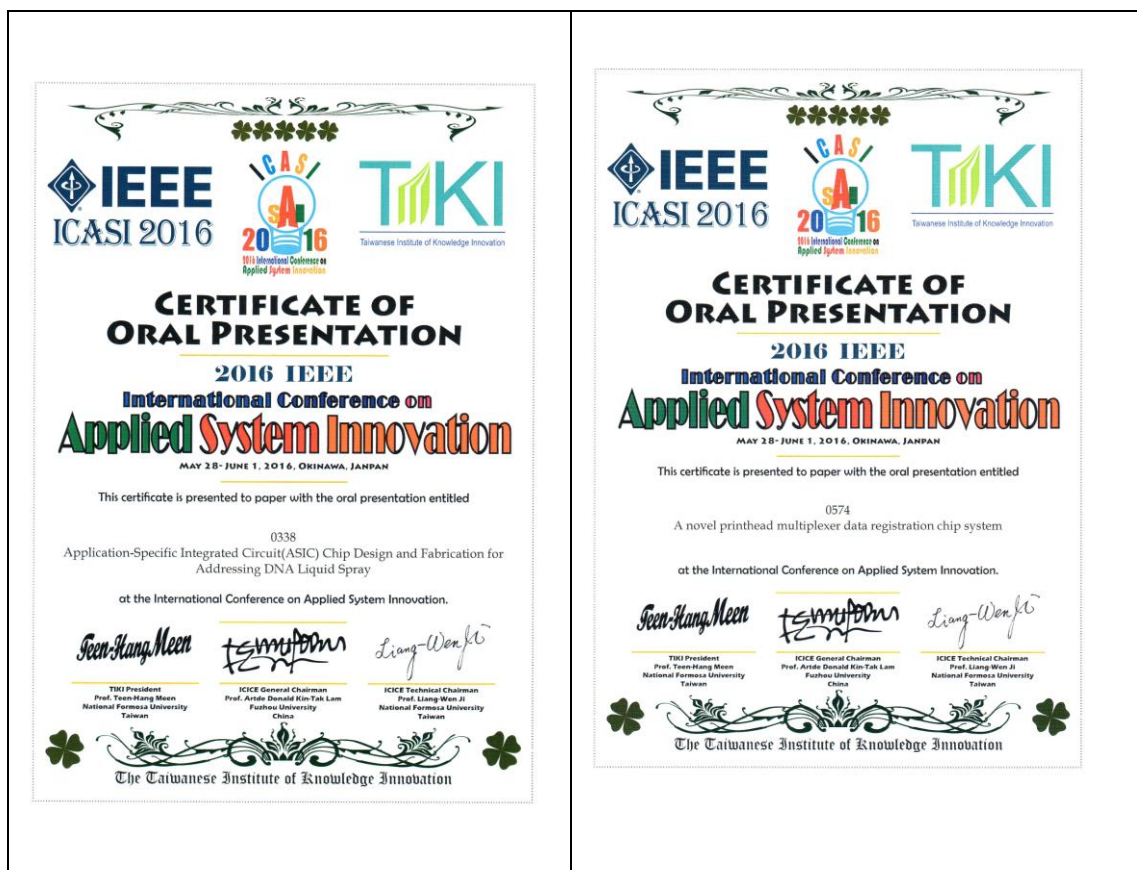 IEEE
ICASI 2016
ICASI
SAI
2016
2016 International Conference on
Applied System Innovation
TIKI
Taiwanese Institute of Knowledge Innovation
CERTIFICATE OF
ORAL PRESENTATION
2016 IEEE
International Conference on
Applied System Innovation
MAY 28- JUNE 1, 2016, OKINAWA, JANPAN
This certificate is presented to paper with the oral presentation entitled
0338
Application-Specific Integrated Circuit(ASIC) Chip Design and Fabrication for
Addressing DNA Liquid Spray
at the International Conference on Applied System Innovation.
Teen-Hang Meen
Liang-Wen Ji
TIKI President
Prof. Teen-Hang Meen
National Formosa University
Taiwan
ICICE General Chairman
Prof. Artde Donald Kin-Tak Lam
Fuzhou University
China
ICICE Technical Chairman
Prof. Liang-Wen Ji
National Formosa University
Taiwan
The Taiwanese Institute of Knowledge Innovation
IEEE
ICASI 2016
ICASI
SAI
2016
2016 International Conference on
Applied System Innovation
TIKI
Taiwanese Institute of Knowledge Innovation
CERTIFICATE OF
ORAL PRESENTATION
2016 IEEE
International Conference on
Applied System Innovation
MAY 28- JUNE 1, 2016, OKINAWA, JANPAN
This certificate is presented to paper with the oral presentation entitled
0574
A novel printhead multiplexer data registration chip system
at the International Conference on Applied System Innovation.
Teen-Hang Meen
Liang-Wen Ji
TIKI President
Prof. Teen-Hang Meen
National Formosa University
Taiwan
ICICE General Chairman
Prof. Artde Donald Kin-Tak Lam
Fuzhou University
China
ICICE Technical Chairman
Prof. Liang-Wen Ji
National Formosa University
Taiwan
The Taiwanese Institute of Knowledge Innovation